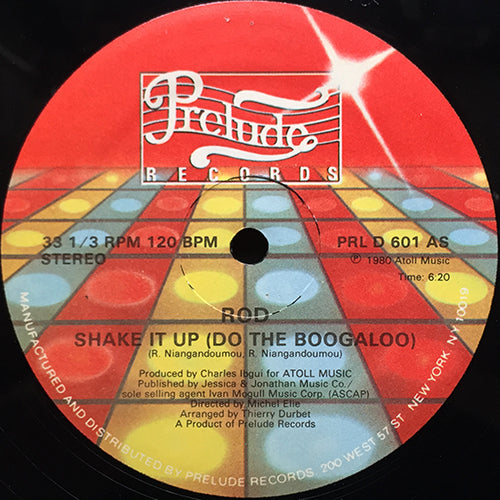 Prelude
RECORDS
33 1/3 RPM 120 BPM
STEREO
PRL D 601 AS
℗ 1980 Atoll Music
Time: 6:20
ROD
SHAKE IT UP (DO THE BOOGALOO)
(R. Niangandoumou, R. Niangandoumou)
Produced by Charles Ibgui for ATOLL MUSIC
Published by Jessica & Jonathan Music Co./
sole selling agent Ivan Mogull Music Corp. (ASCAP)
Directed by Michel Elie
Arranged by Thierry Durbet
A Product of Prelude Records
MANUFACTURED AND DISTRIBUTED BY PRELUDE RECORDS, 200 WEST 57 ST. NEW YORK, NY 10019